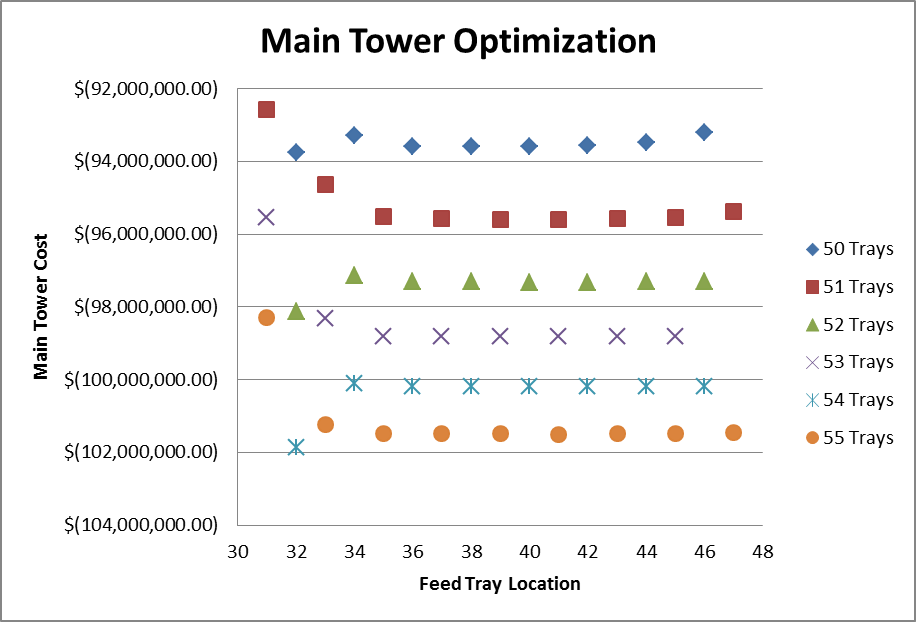 Main Tower Optimization
$(92,000,000.00)
$(94,000,000.00)
$(96,000,000.00)
$(98,000,000.00)
$(100,000,000.00)
$(102,000,000.00)
$(104,000,000.00)
Main Tower Cost
30 32 34 36 38 40 42 44 46 48
Feed Tray Location
50 Trays
51 Trays
52 Trays
53 Trays
54 Trays
55 Trays